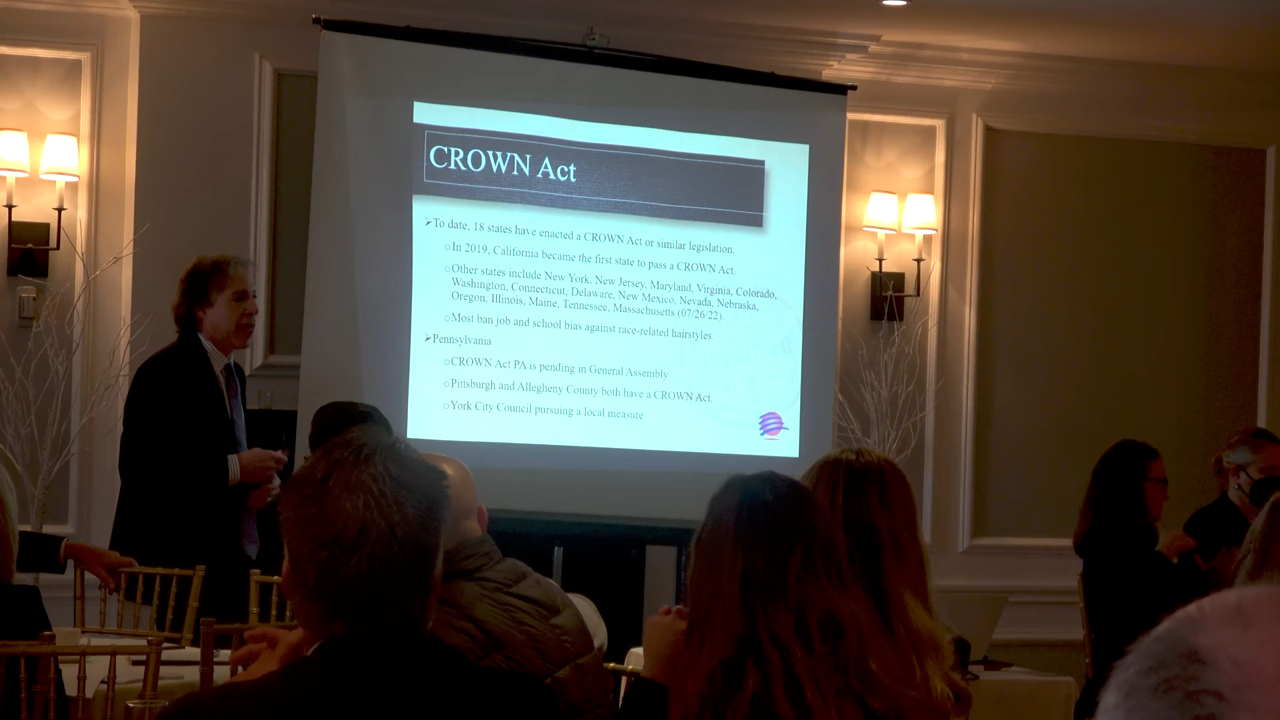 CROWN Act
➢To date, 18 states have enacted a CROWN Act or similar legislation.
○In 2019, California became the first state to pass a CROWN Act.
○Other states include New York, New Jersey, Maryland, Virginia, Colorado,
Washington, Connecticut, Delaware, New Mexico, Nevada, Nebraska,
Oregon, Illinois, Maine, Tennessee, Massachusetts (07/26/22).
○Most ban job and school bias against race-related hairstyles.
➢Pennsylvania
○CROWN Act PA is pending in General Assembly
○Pittsburgh and Allegheny County both have a CROWN Act.
○York City Council pursuing a local measure